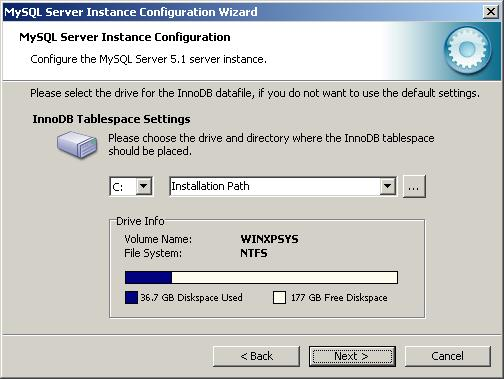 MySQL Server Instance Configuration Wizard
MySQL Server Instance Configuration
Configure the MySQL Server 5.1 server instance.
Please select the drive for the InnoDB datafile, if you do not want to use the default settings.
InnoDB Tablespace Settings
Please choose the drive and directory where the InnoDB tablespace
should be placed.
C: Installation Path ...
Drive Info
Volume Name: WINXPSYS
File System: NTFS
36.7 GB Diskspace Used 177 GB Free Diskspace
< Back Next > Cancel